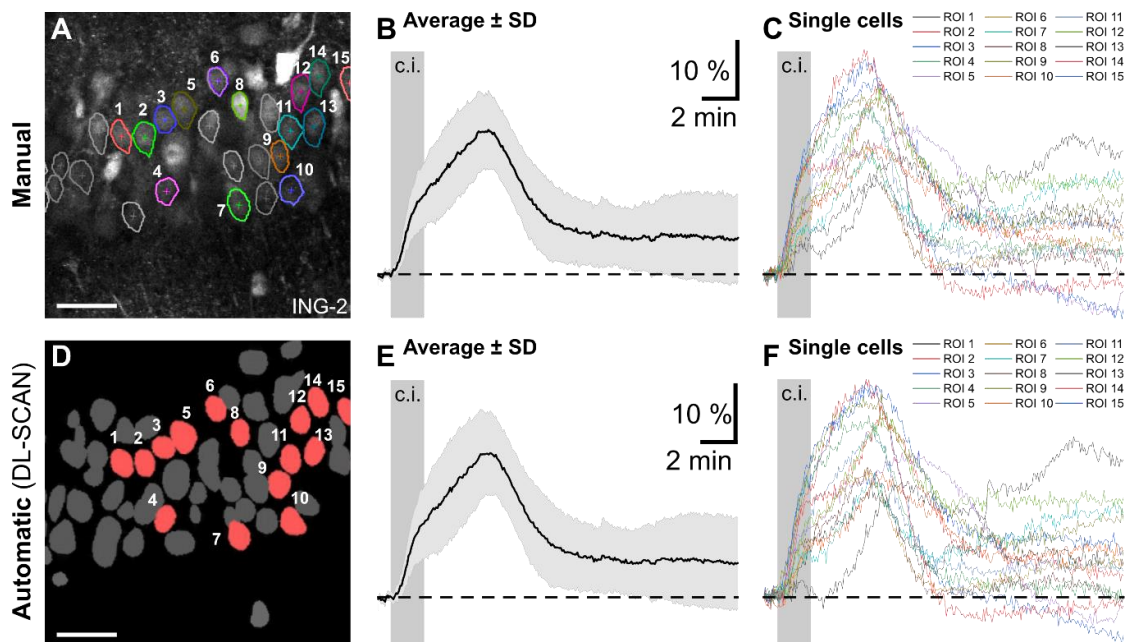 Manual
A
1
2
3
4
5
6
7
8
9
10
11
12
13
14
15
ING-2
B Average ± SD
c.i.
10 %
2 min
C Single cells
c.i.
ROI 1 ROI 6 ROI 11
ROI 2 ROI 7 ROI 12
ROI 3 ROI 8 ROI 13
ROI 4 ROI 9 ROI 14
ROI 5 ROI 10 ROI 15
Automatic (DL-SCAN)
D
1
2
3
4
5
6
7
8
9
10
11
12
13
14
15
E Average ± SD
c.i.
10 %
2 min
F Single cells
c.i.
ROI 1 ROI 6 ROI 11
ROI 2 ROI 7 ROI 12
ROI 3 ROI 8 ROI 13
ROI 4 ROI 9 ROI 14
ROI 5 ROI 10 ROI 15